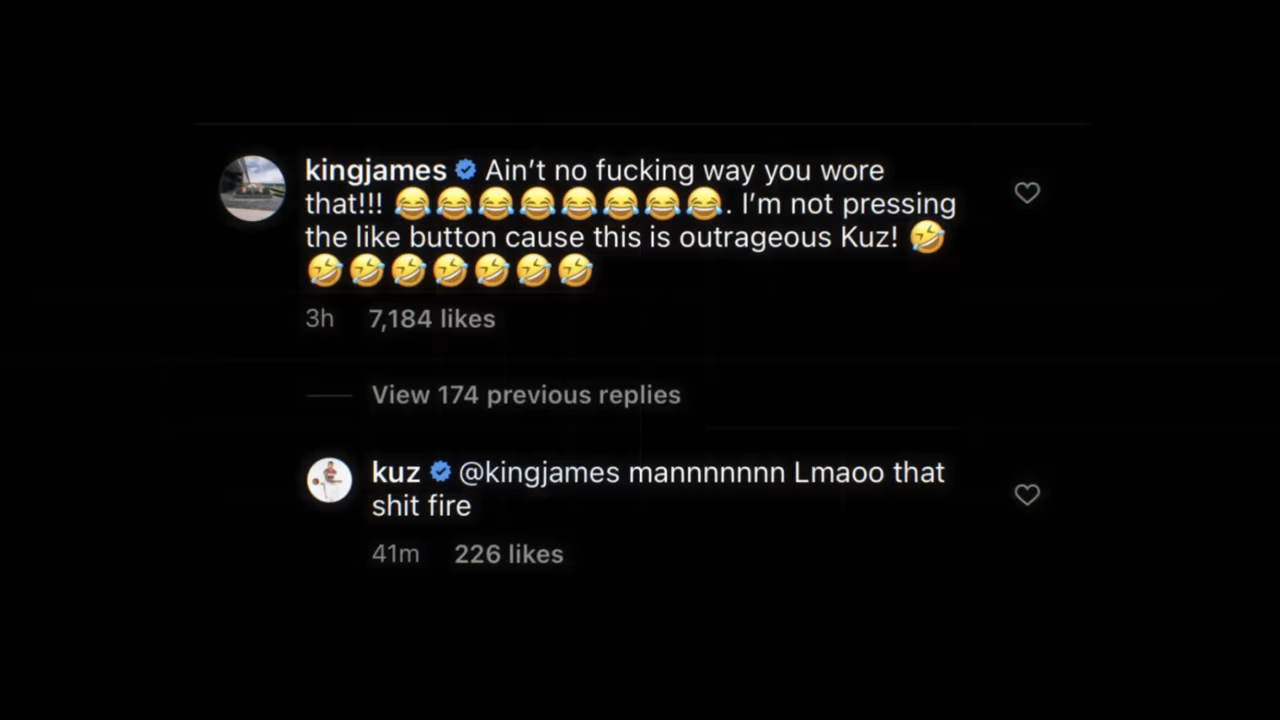 kingjames Ain't no fucking way you wore
that!!! 😂😂😂😂😂😂😂😂. I'm not pressing
the like button cause this is outrageous Kuz! 🤣
🤣🤣🤣🤣🤣🤣🤣
3h 7,184 likes
View 174 previous replies
kuz @kingjames mannnnnnn Lmaoo that
shit fire
41m 226 likes